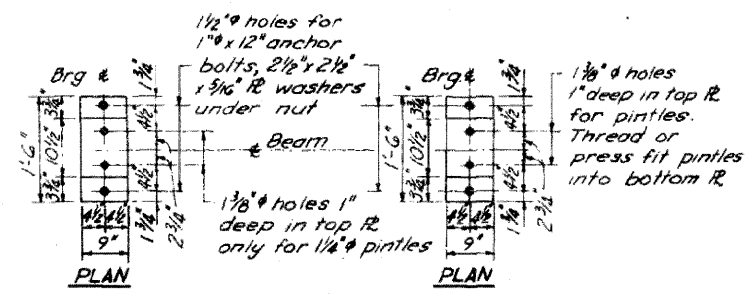 1½"ϕ holes for
1"ϕ x 12" anchor
bolts, 2½" x 2½"
x 5/16" ℞ washers
under nut
Brg ℄
1¾"
4½"
3¾"
10½"
1'-6"
4½"
3¾"
4½" 4½"
9"
1¾"
2¾"
PLAN
℄ Beam
1⅜"ϕ holes 1"
deep in top ℞
only for 1¼"ϕ pintles
Brg. ℄
1¾"
4½"
3¾"
10½"
1'-6"
4½"
3¾"
4½" 4½"
9"
1¾"
2¾"
PLAN
1⅜"ϕ holes
1" deep in top ℞
for pintles.
Thread or
press fit pintles
into bottom ℞